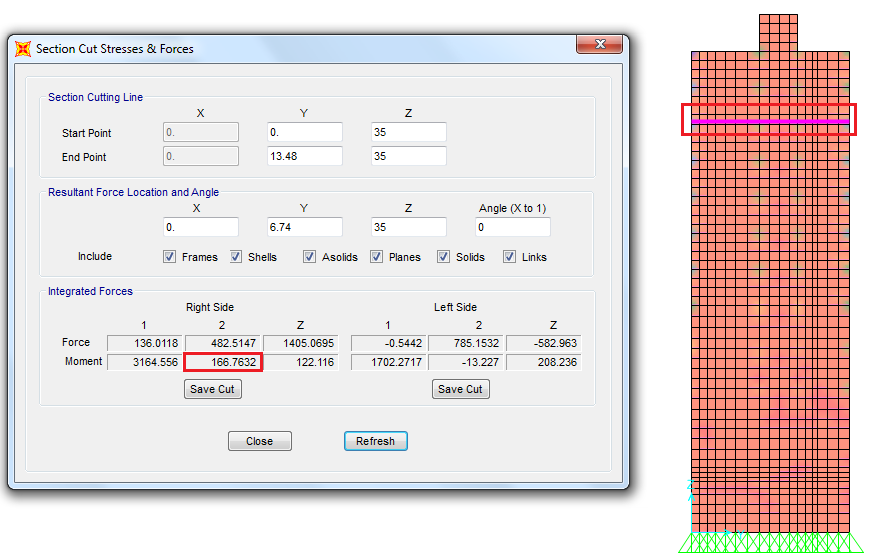 Section Cut Stresses & Forces
Section Cutting Line
X Y Z
Start Point 0. 0. 35
End Point 0. 13.48 35
Resultant Force Location and Angle
X Y Z Angle (X to 1)
0. 6.74 35 0
Include Frames Shells Asolids Planes Solids Links
Integrated Forces
Right Side Left Side
1 2 Z 1 2 Z
Force 136.0118 482.5147 1405.0695 -0.5442 785.1532 -582.963
Moment 3164.556 166.7632 122.116 1702.2717 -13.227 208.236
Save Cut Save Cut
Close Refresh
Z
Y